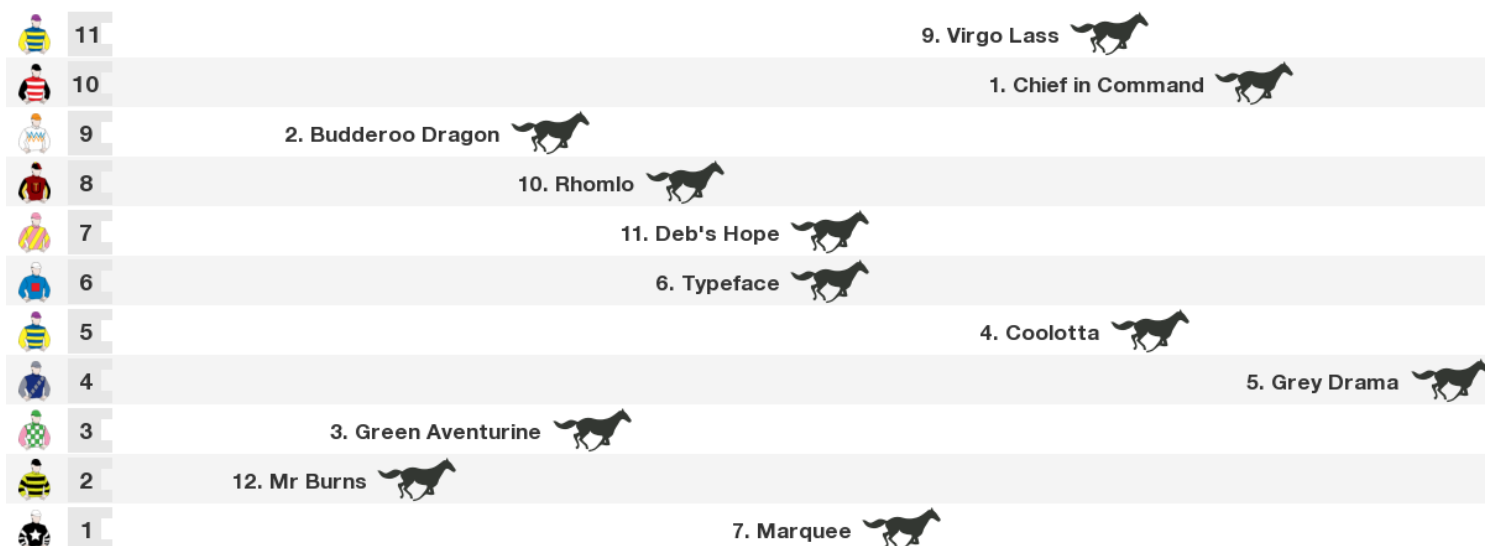 11 9. Virgo Lass
10 1. Chief in Command
9 2. Budderoo Dragon
8 10. Rhomlo
7 11. Deb's Hope
6 6. Typeface
5 4. Coolotta
4 5. Grey Drama
3 3. Green Aventurine
2 12. Mr Burns
1 7. Marquee